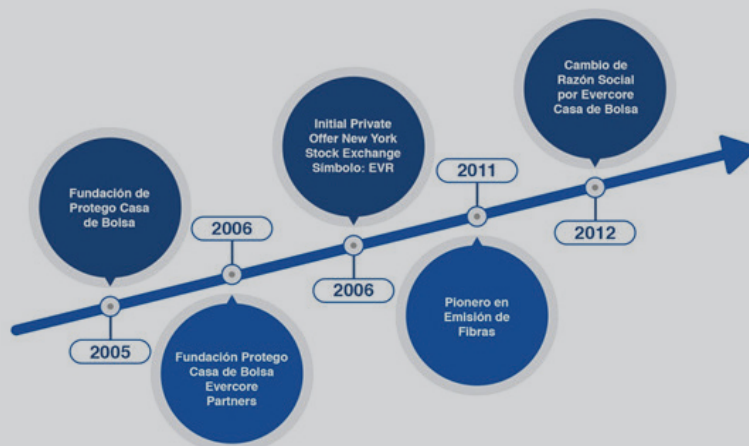 Fundación de
Protego Casa
de Bolsa
2005
2006
Fundación Protego
Casa de Bolsa
Evercore
Partners
Initial Private
Offer New York
Stock Exchange
Símbolo: EVR
2006
2011
Pionero en
Emisión de
Fibras
Cambio de
Razón Social
por Evercore
Casa de Bolsa
2012